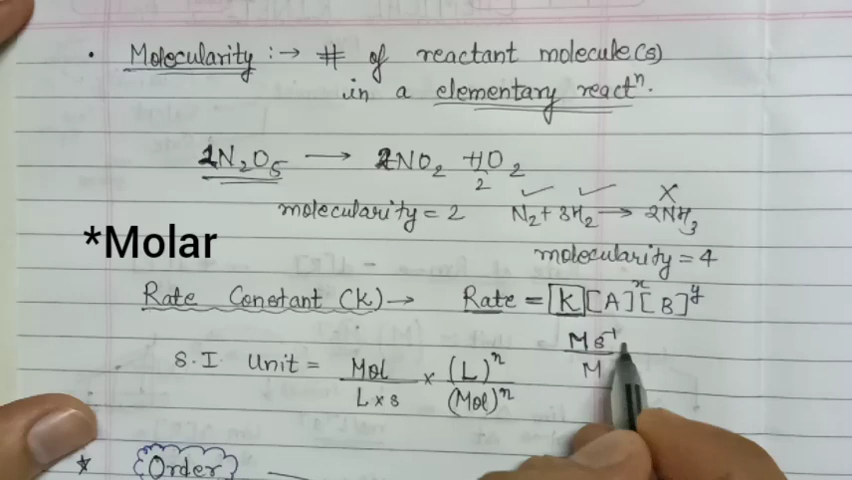 • Molecularity :→ # of reactant molecule(s)
in a elementary reactⁿ.
2N₂O₅ → 2NO₂ + 1/2 O₂
molecularity = 2 N₂ + 3H₂ → 2NH₃
*Molar
molecularity = 4
Rate Constant (K) → Rate = [K][A]ˣ[B]ʸ
S.I. Unit = Mol / L × s × (L)ⁿ / (Mol)ⁿ M s⁻¹ / M
* Order